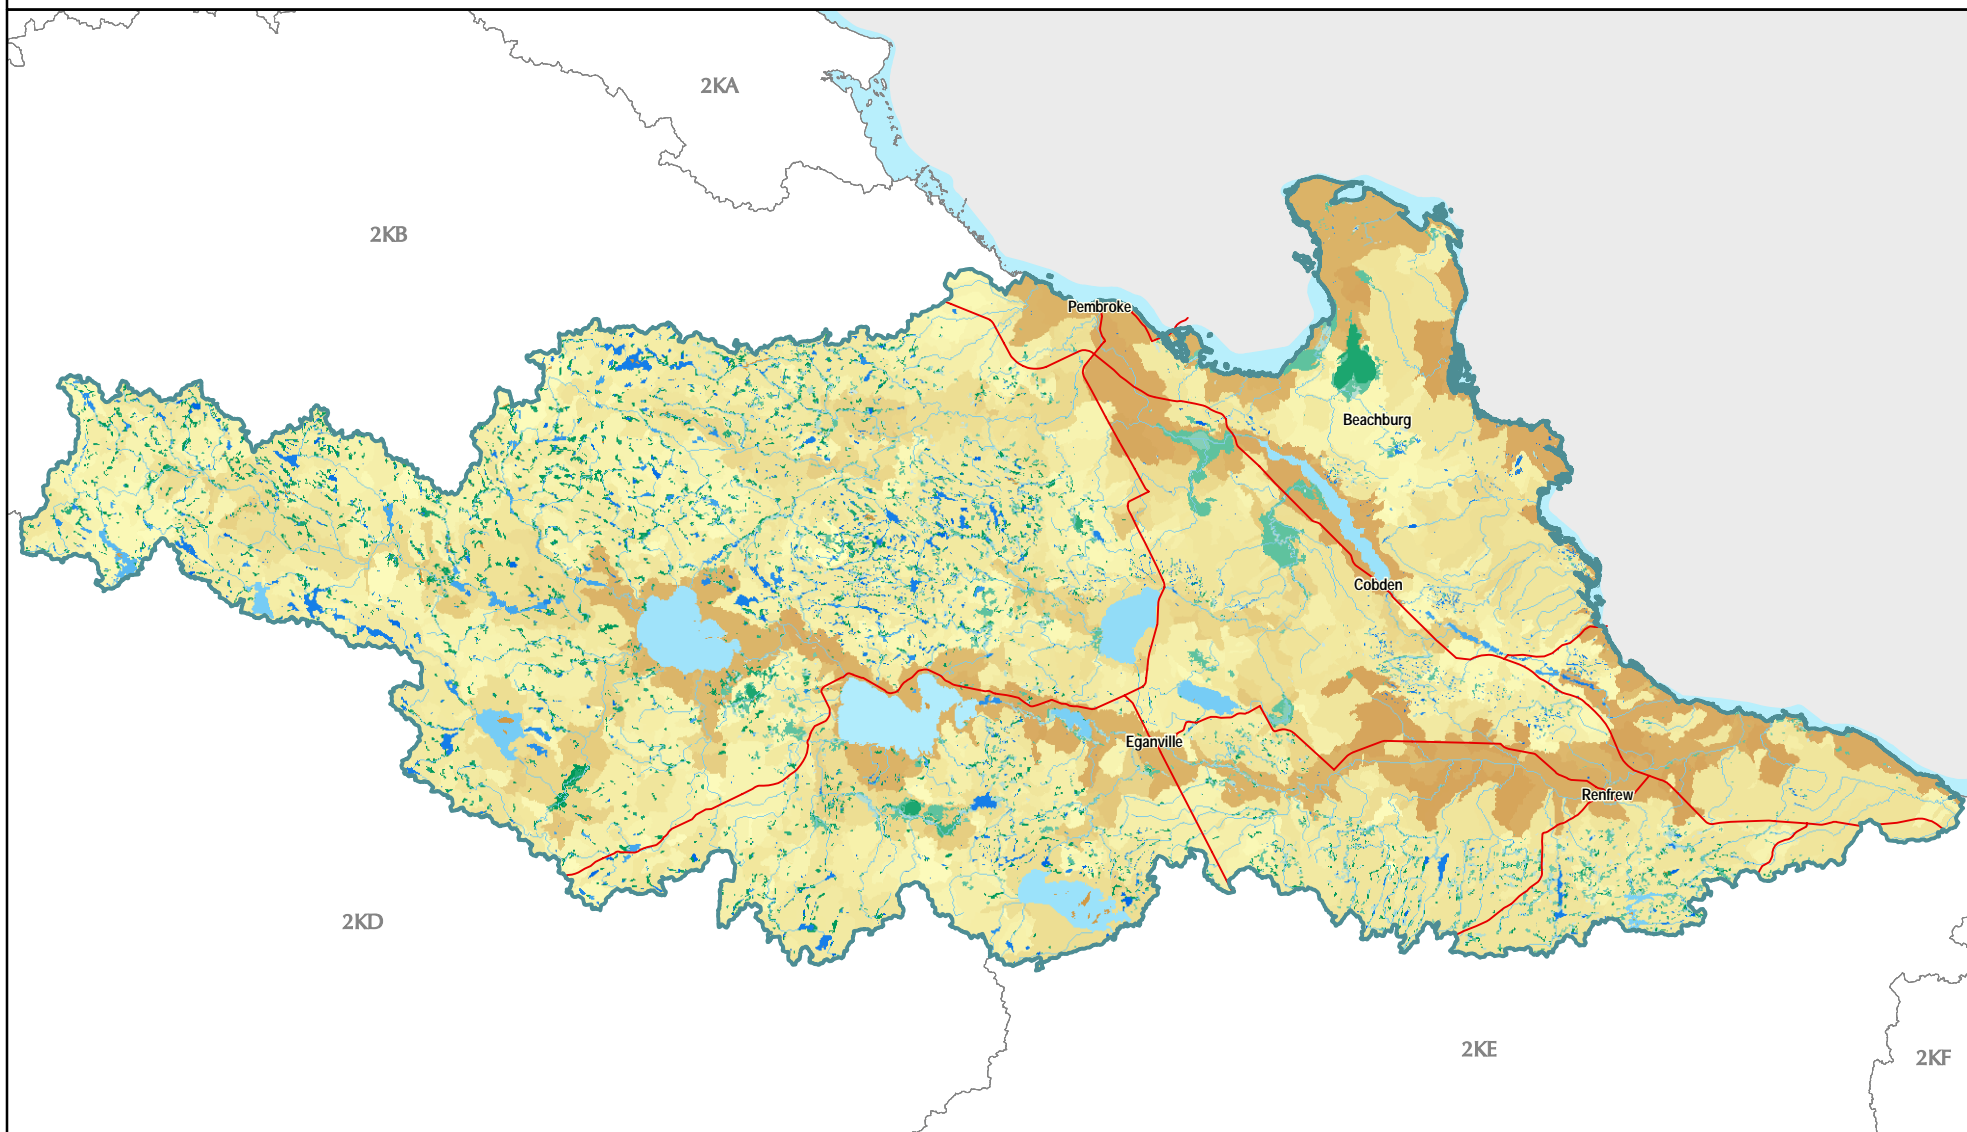 2KA
2KB
Pembroke
Beachburg
Cobden
Eganville
Renfrew
2KD
2KE
2KF